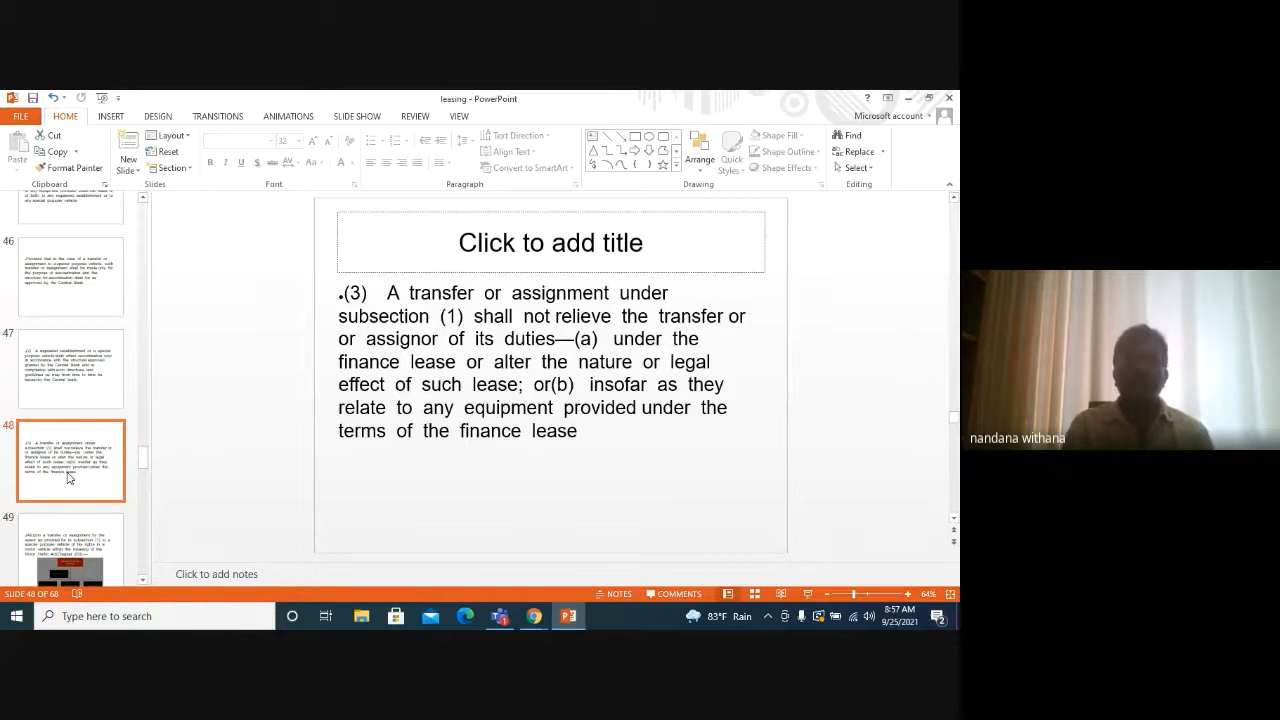 leasing - PowerPoint
FILE HOME INSERT DESIGN TRANSITIONS ANIMATIONS SLIDE SHOW REVIEW VIEW Microsoft account
Cut
Copy
Format Painter
Paste
Clipboard
New
Slide
Layout
Reset
Section
Slides
32
Font
Text Direction
Align Text
Convert to SmartArt
Paragraph
Arrange
Quick
Styles
Shape Fill
Shape Outline
Shape Effects
Drawing
Find
Replace
Select
Editing
46
47
48
49
Click to add title
.(3) A transfer or assignment under
subsection (1) shall not relieve the transfer or
or assignor of its duties—(a) under the
finance lease or alter the nature or legal
effect of such lease; or(b) insofar as they
relate to any equipment provided under the
terms of the finance lease
Click to add notes
SLIDE 48 OF 68
NOTES
COMMENTS
64%
Type here to search
83°F Rain
8:57 AM
9/25/2021
2
nandana withana